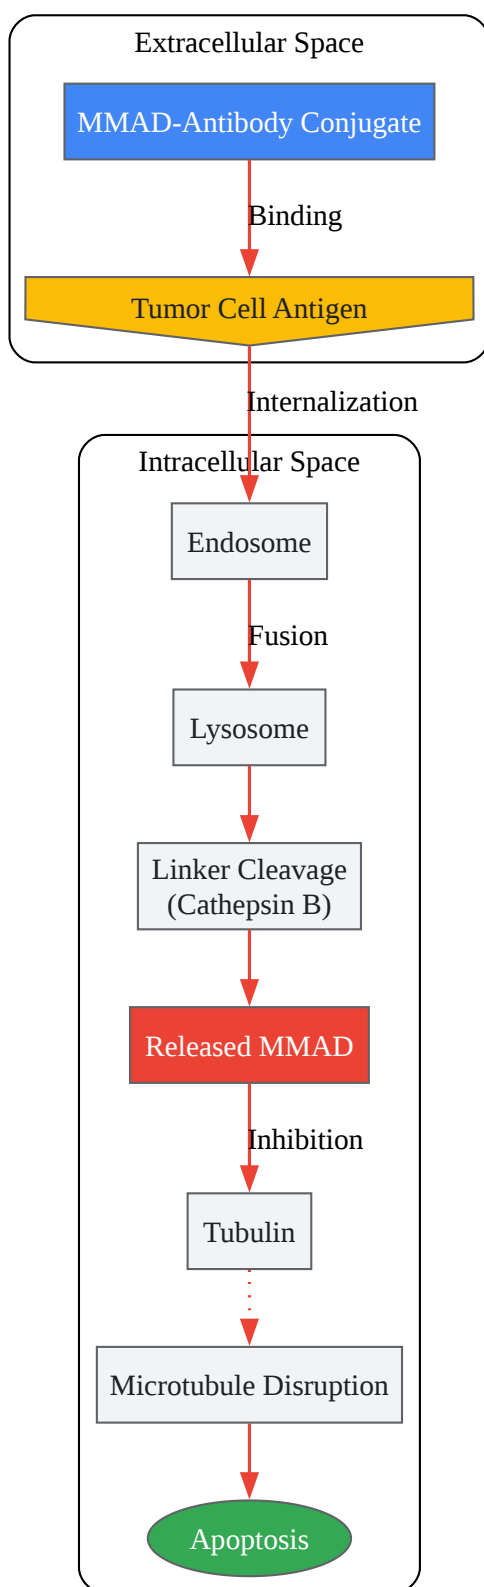 Extracellular Space
MMAD-Antibody Conjugate
Binding
Tumor Cell Antigen
Internalization
Intracellular Space
Endosome
Fusion
Lysosome
Linker Cleavage
(Cathepsin B)
Released MMAD
Inhibition
Tubulin
Microtubule Disruption
Apoptosis